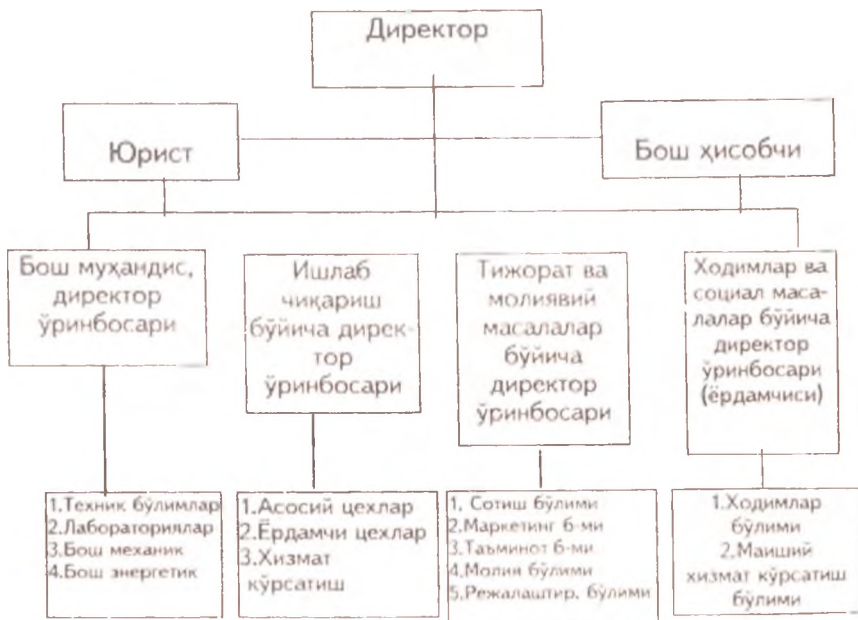 Директор
Юрист
Бош ҳисобчи
Бош муҳандис,
директор
ўринбосари
Ишлаб
чиқариш
бўйича дирек-
тор
ўринбосари
Тижорат ва
молиявий
масалалар
бўйича
директор
ўринбосари
Ходимлар ва
социал маса-
лалар бўйича
директор
ўринбосари
(ёрдамчиси)
1.Техник бўлимлар
2.Лабораториялар
3.Бош механик
4.Бош энергетик
1.Асосий цехлар
2.Ёрдамчи цехлар
3.Хизмат
кўрсатиш
1. Сотиш бўлими
2.Маркетинг б-ми
3.Таъминот б-ми
4.Молия бўлими
5.Режалаштир. бўлими
1.Ходимлар
бўлими
2.Маиший
хизмат кўрсатиш
бўлими